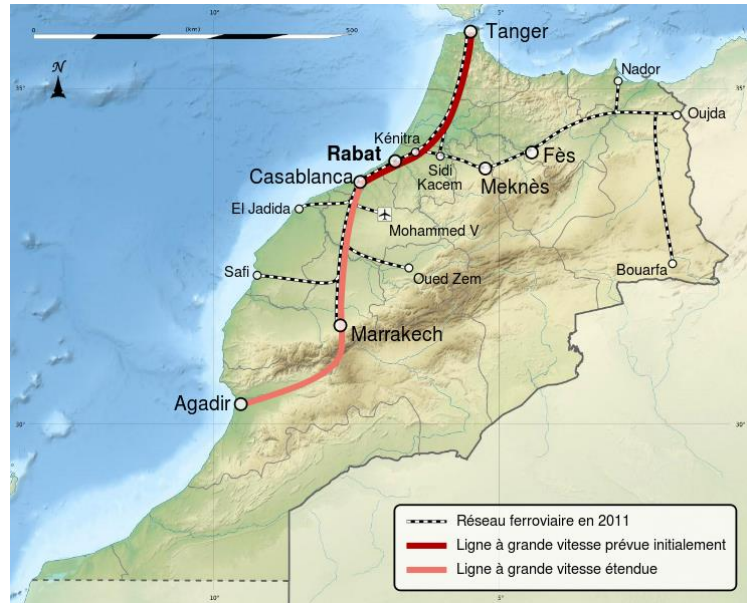 10°
5°
0
(km)
500
N
Tanger
35°
35°
Nador
Oujda
Kénitra
Rabat
Fès
Sidi
Kacem
Casablanca
Meknès
El Jadida
Mohammed V
Safi
Oued Zem
Bouarfa
Marrakech
Agadir
30°
30°
Réseau ferroviaire en 2011
Ligne à grande vitesse prévue initialement
Ligne à grande vitesse étendue
10°
5°